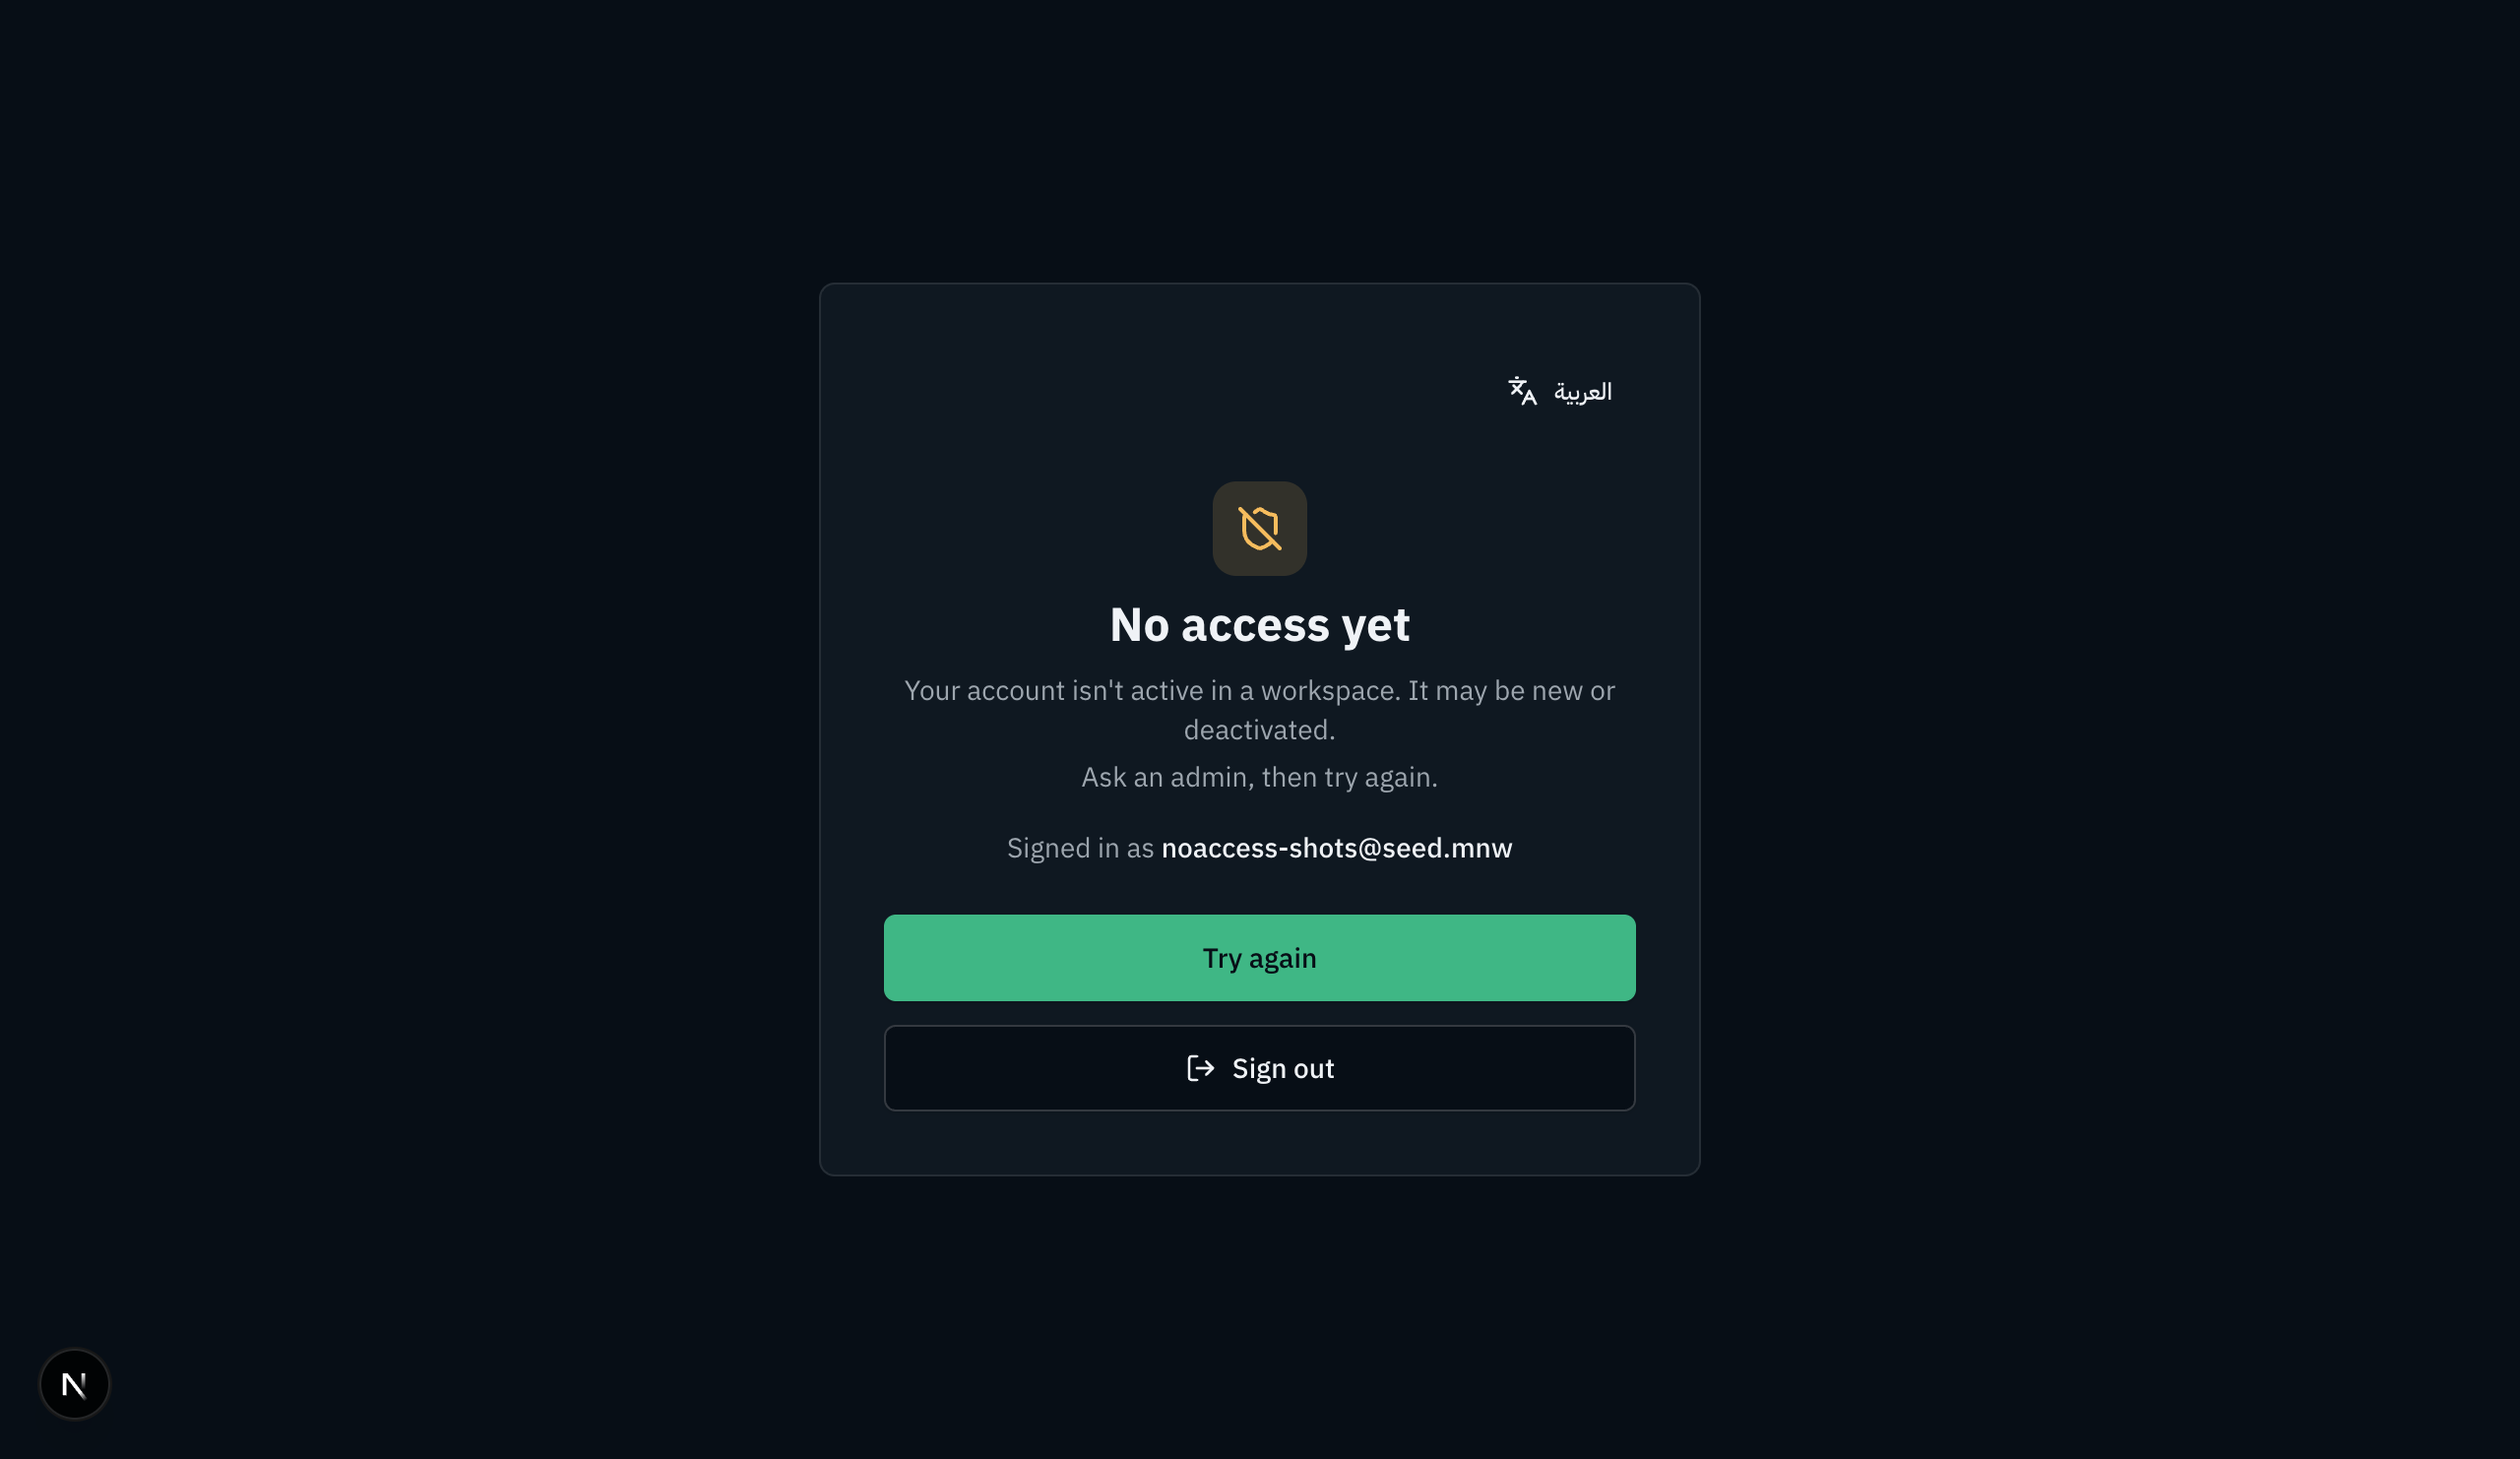 العربية
No access yet
Your account isn't active in a workspace. It may be new or
deactivated.
Ask an admin, then try again.
Signed in as noaccess-shots@seed.mnw
Try again
Sign out
N